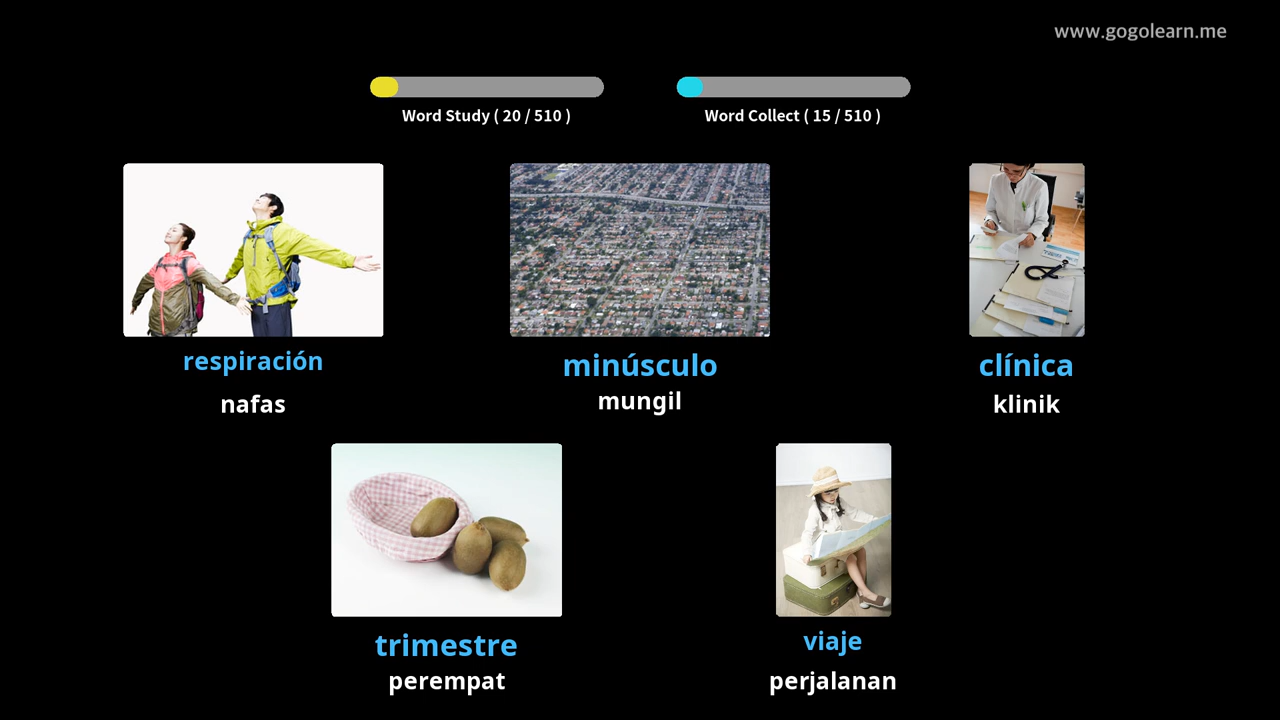 www.gogolearn.me
Word Study ( 20 / 510 )
Word Collect ( 15 / 510 )
respiración
nafas
minúsculo
mungil
clínica
klinik
trimestre
perempat
viaje
perjalanan